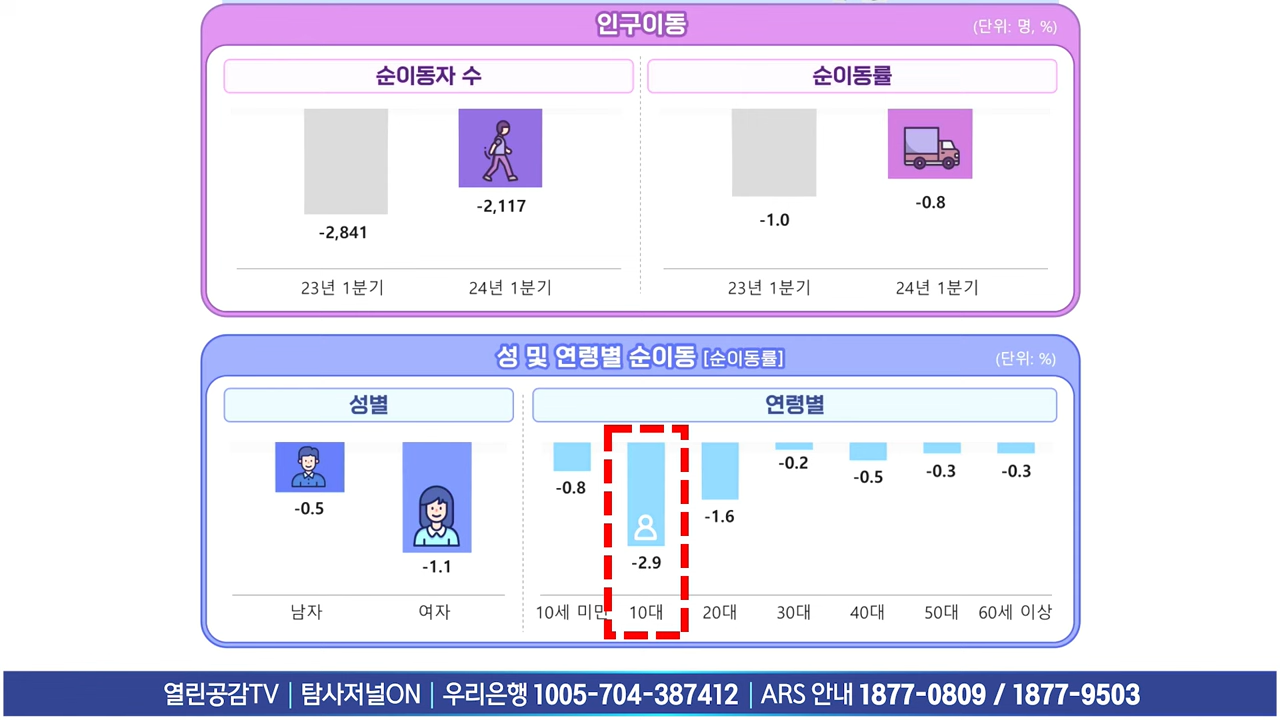 인구이동
(단위: 명, %)
순이동자 수
순이동률
-2,841
-2,117
-1.0
-0.8
23년 1분기
24년 1분기
23년 1분기
24년 1분기
성 및 연령별 순이동 [순이동률]
(단위: %)
성별
연령별
-0.5
-1.1
-0.8
-2.9
-1.6
-0.2
-0.5
-0.3
-0.3
남자
여자
10세 미만
10대
20대
30대
40대
50대
60세 이상
열린공감TV | 탐사저널ON | 우리은행 1005-704-387412 | ARS 안내 1877-0809 / 1877-9503